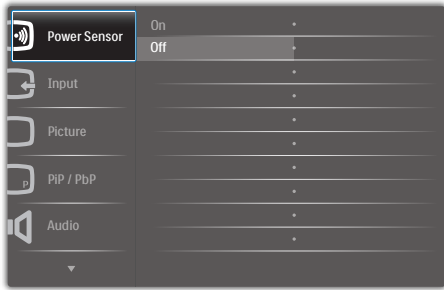 Power Sensor
On
Off
Input
Picture
P
PiP / PbP
Audio